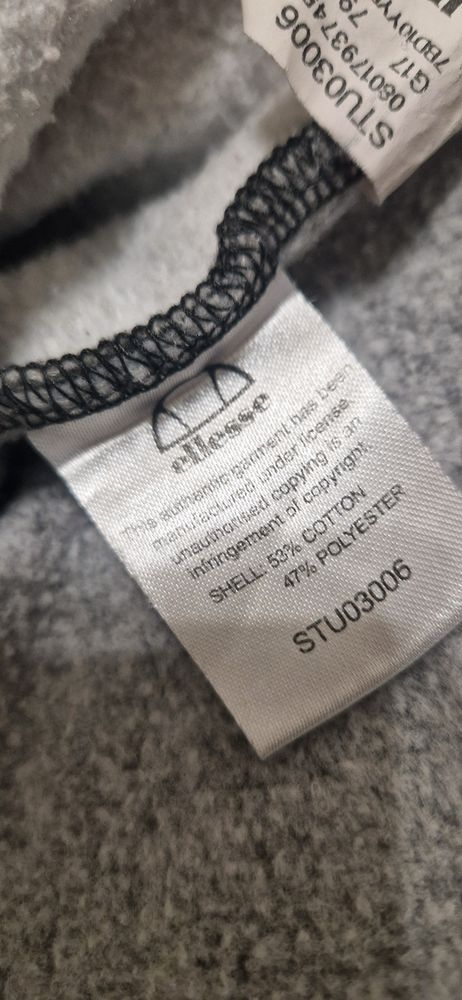 STU03006
G17
ellesse
This authentic garment has been
manufactured under license,
unauthorised copying is an
infringement of copyright.
SHELL: 53% COTTON
47% POLYESTER
STU03006